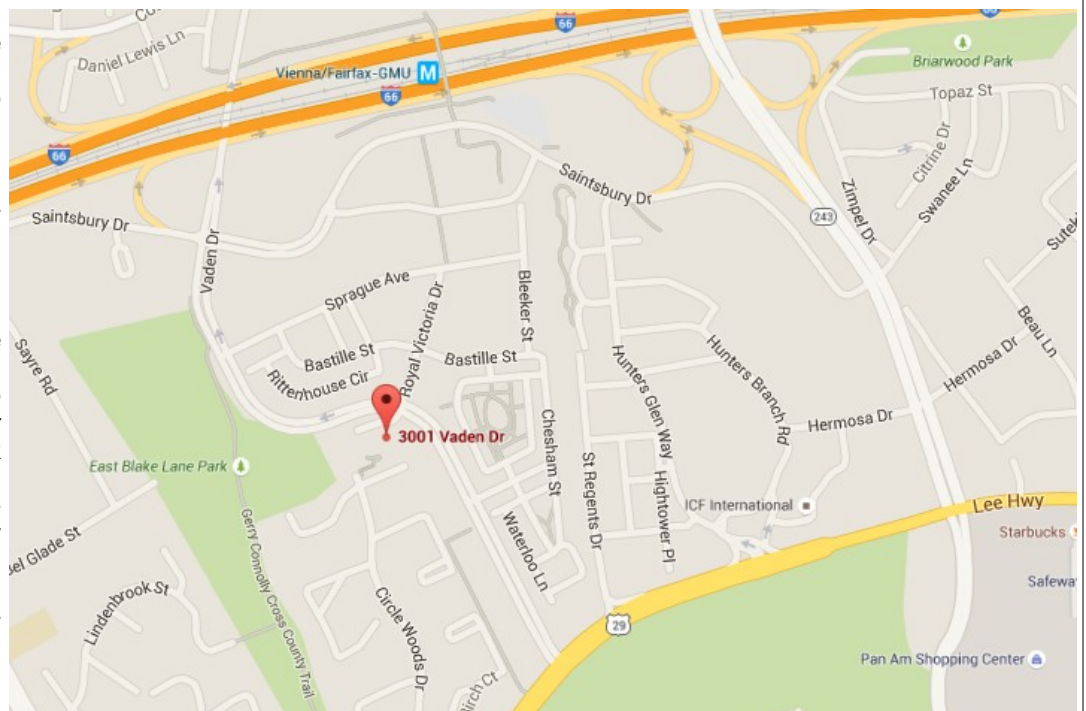 Daniel Lewis Ln
Vienna/Fairfax-GMU
M
66
66
66
66
Briarwood Park
Topaz St
Citrine Dr
Swanee Ln
Zimpel Dr
243
Saintsbury Dr
Saintsbury Dr
Vaden Dr
Sprague Ave
Royal Victoria Dr
Bleeker St
Bastille St
Bastille St
Rittenhouse Cir
Sayre Rd
Hunters Glen Way
Hunters Branch Rd
Hermosa Dr
Hermosa Dr
Beau Ln
3001 Vaden Dr
East Blake Lane Park
Chesham St
St Regents Dr
Hightower Pl
ICF International
Lee Hwy
Starbucks
Safeway
Waterloo Ln
Gerry Connolly Cross County Trail
Lindenbrook St
Circle Woods Dr
29
Pan Am Shopping Center